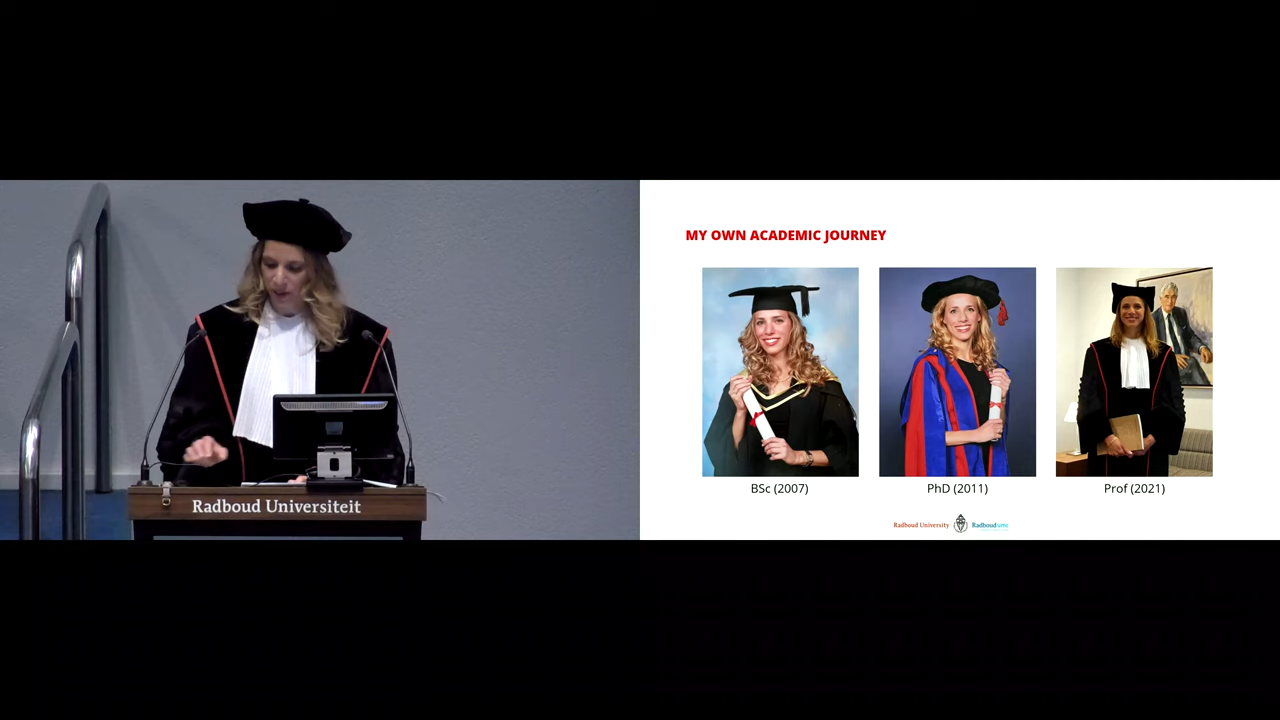 Radboud Universiteit
MY OWN ACADEMIC JOURNEY
BSc (2007)
PhD (2011)
Prof (2021)
Radboud University
Radboudumc